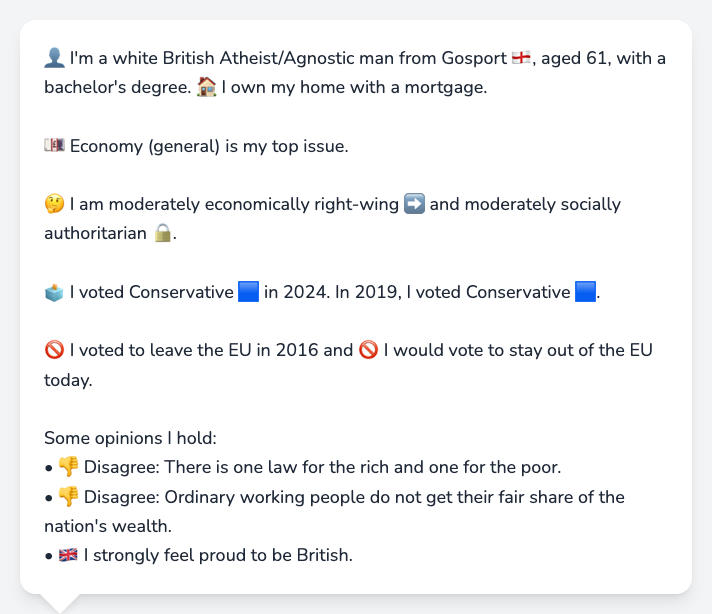 👤 I'm a white British Atheist/Agnostic man from Gosport 🏴󠁧󠁢󠁥󠁮󠁧󠁿, aged 61, with a
bachelor's degree. 🏠 I own my home with a mortgage.
💷 Economy (general) is my top issue.
🤔 I am moderately economically right-wing ➡️ and moderately socially
authoritarian 🔒.
🗳️ I voted Conservative 🟦 in 2024. In 2019, I voted Conservative 🟦.
🚫 I voted to leave the EU in 2016 and 🚫 I would vote to stay out of the EU
today.
Some opinions I hold:
• 👎 Disagree: There is one law for the rich and one for the poor.
• 👎 Disagree: Ordinary working people do not get their fair share of the
nation's wealth.
• 🇬🇧 I strongly feel proud to be British.